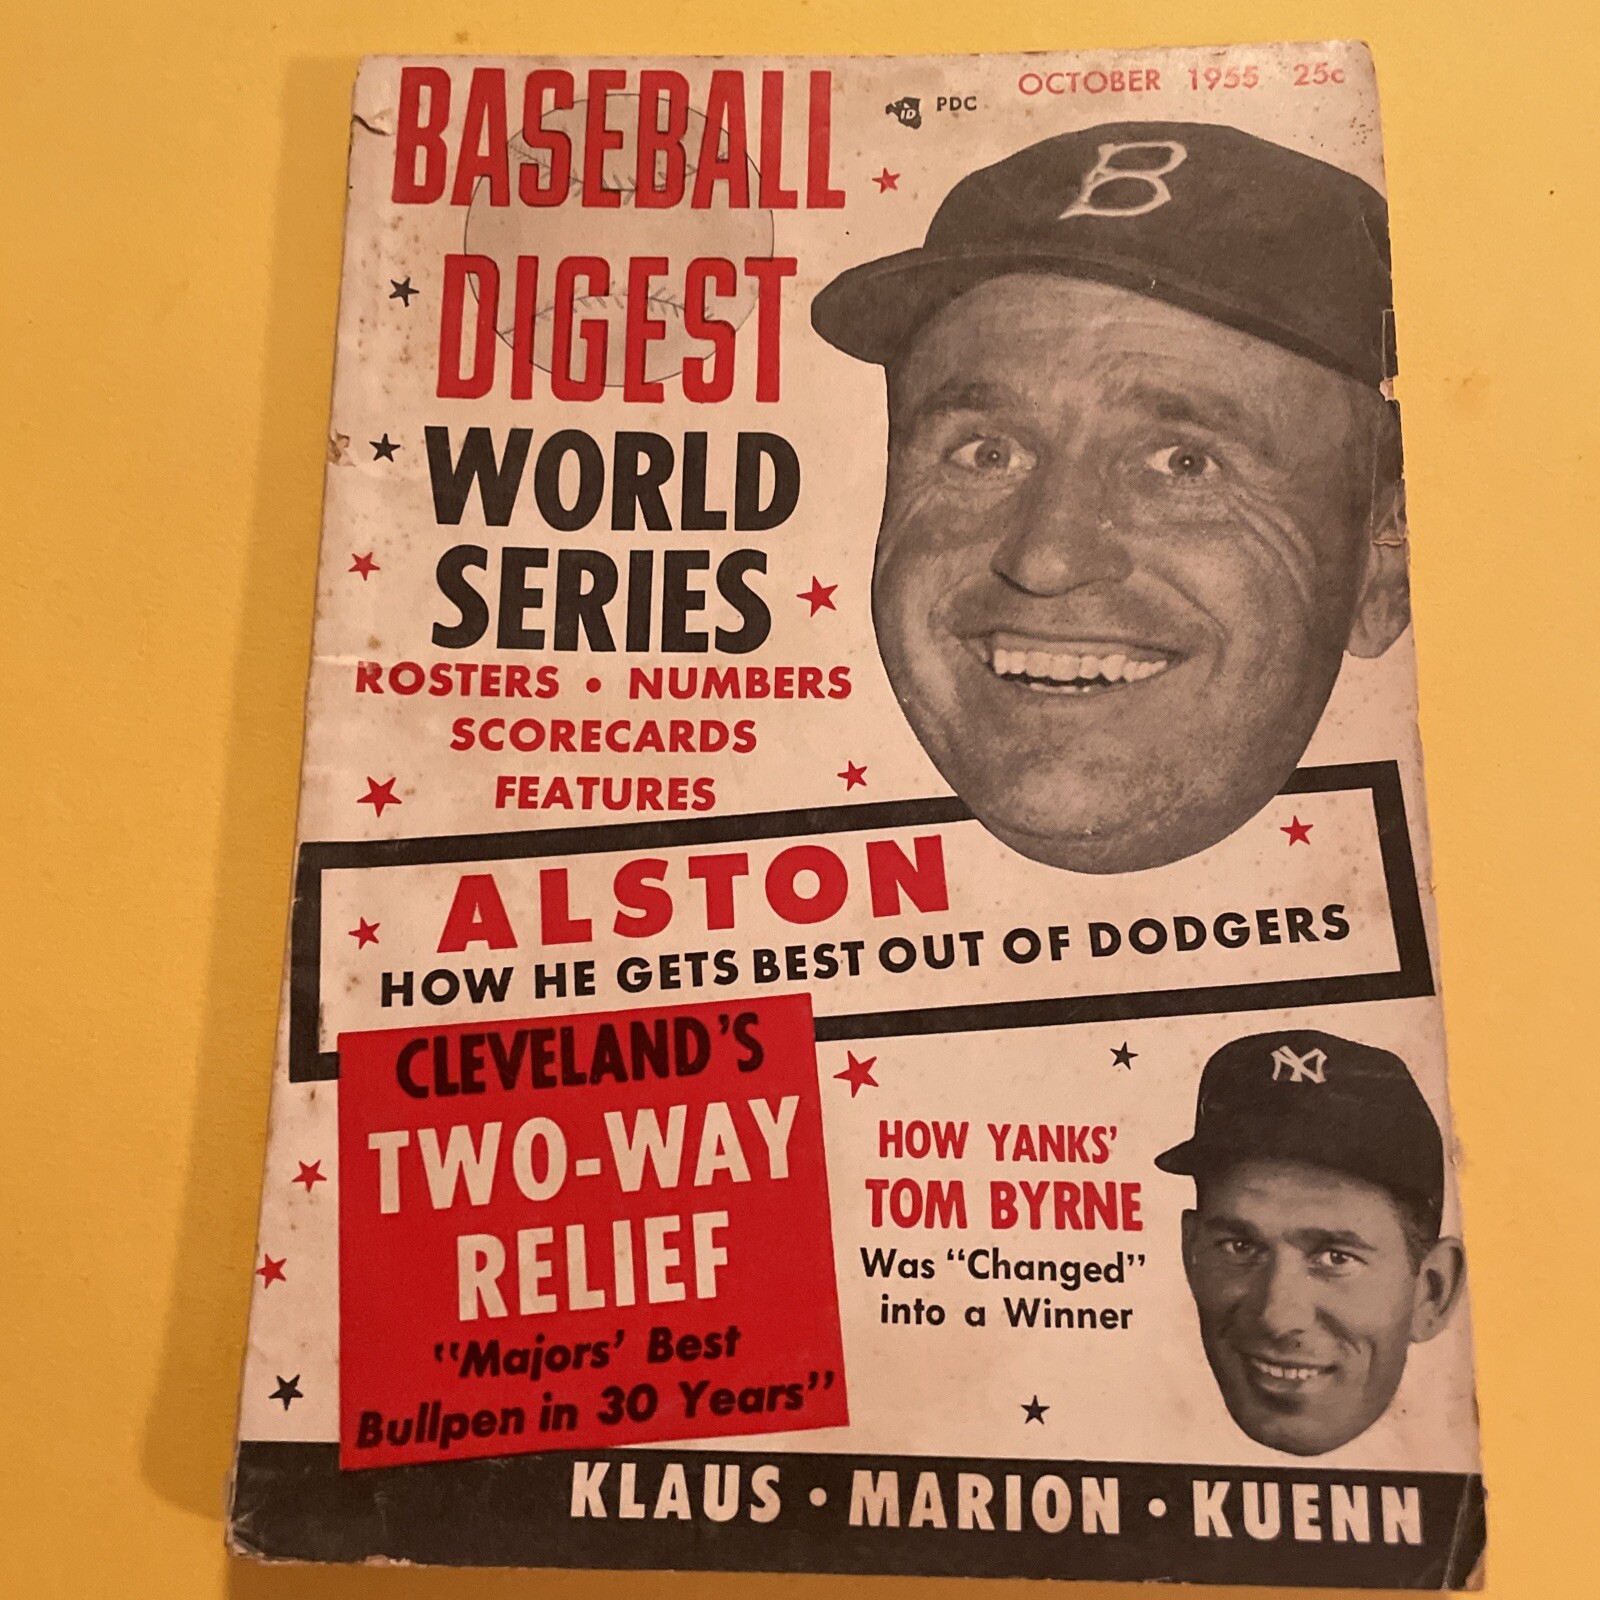 BASEBALL
DIGEST
ID PDC
OCTOBER 1955 25c
B
WORLD
SERIES
ROSTERS • NUMBERS
SCORECARDS
FEATURES
ALSTON
HOW HE GETS BEST OUT OF DODGERS
CLEVELAND'S
TWO-WAY
RELIEF
"Majors' Best
Bullpen in 30 Years"
NY
HOW YANKS'
TOM BYRNE
Was "Changed"
into a Winner
KLAUS • MARION • KUENN